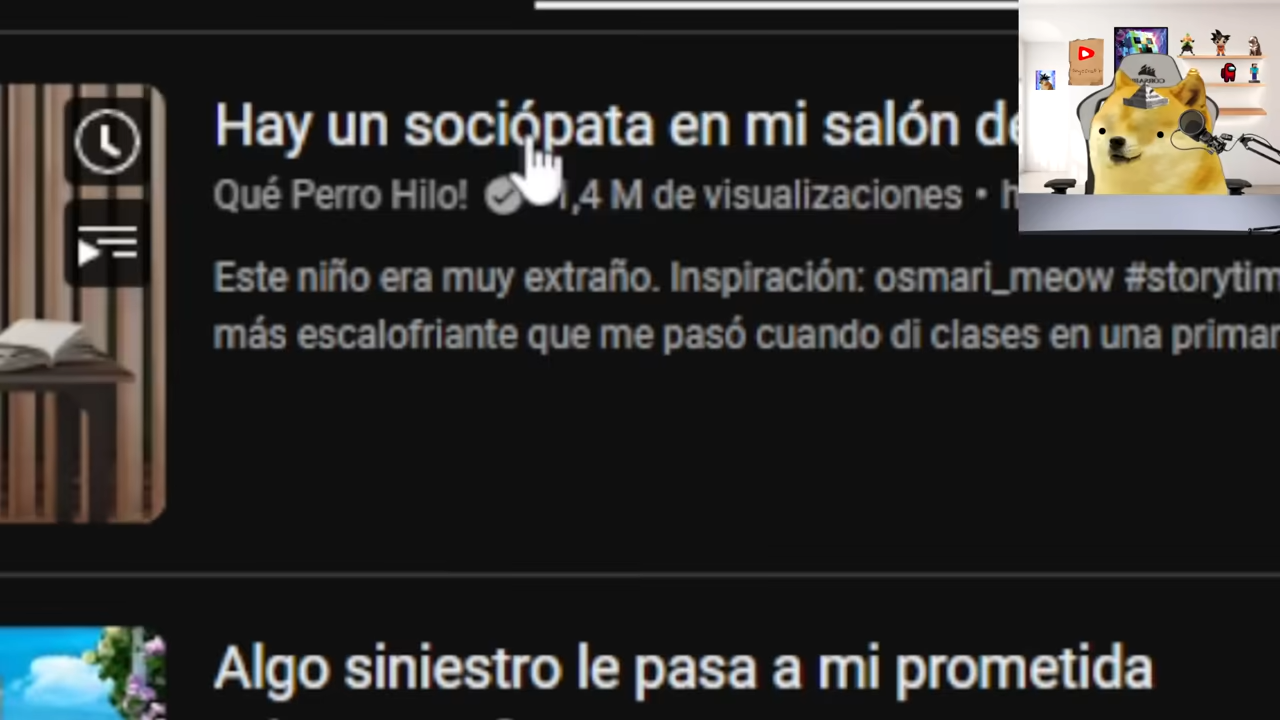 Hay un sociópata en mi salón de
Qué Perro Hilo! 1,4 M de visualizaciones • h
Este niño era muy extraño. Inspiración: osmari_meow #storytim
más escalofriante que me pasó cuando di clases en una primar
Algo siniestro le pasa a mi prometida